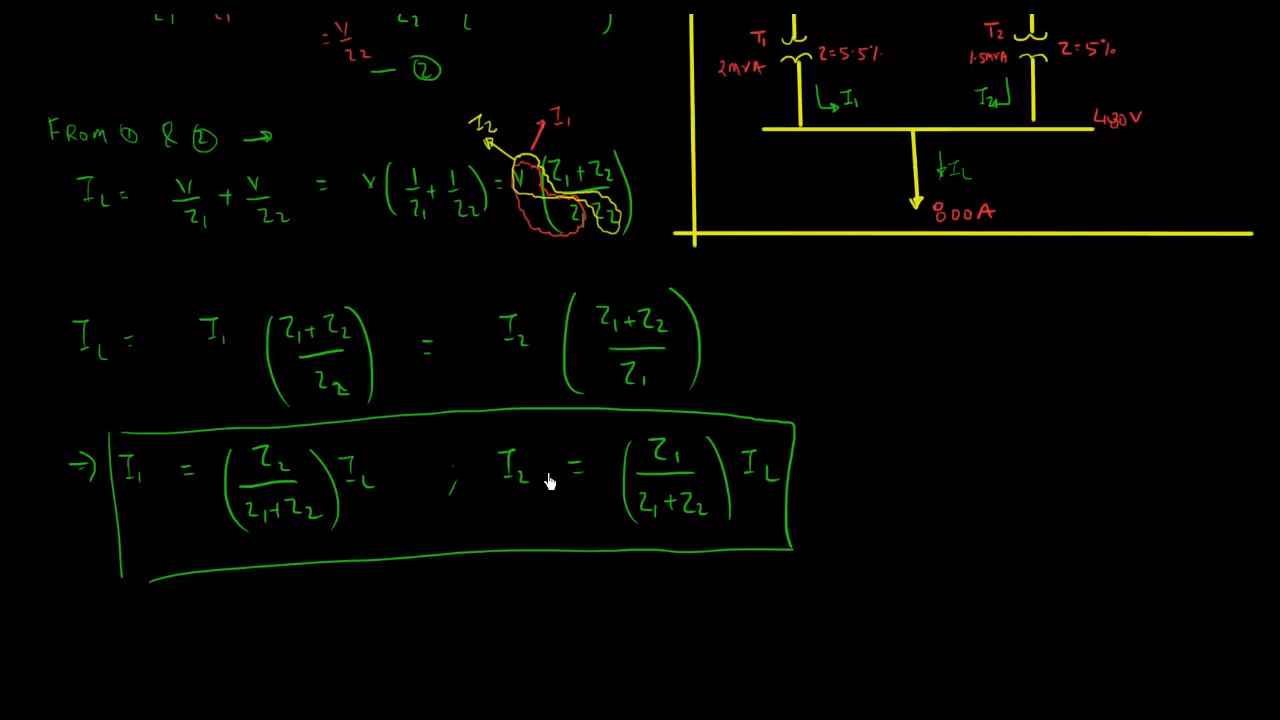 = V/Z2
— ②
FROM ① & ② →
IL = V/Z1 + V/Z2 = V(1/Z1 + 1/Z2) = V(Z1+Z2/Z1Z2)
I2
I1
IL = I1 (Z1+Z2/Z2) = I2 (Z1+Z2/Z1)
⇒ I1 = (Z2/Z1+Z2) IL ; I2 = (Z1/Z1+Z2) IL
T1
2MVA
Z=5.5%
I1
T2
1.5MVA
Z=5%
I2
480V
IL
800A